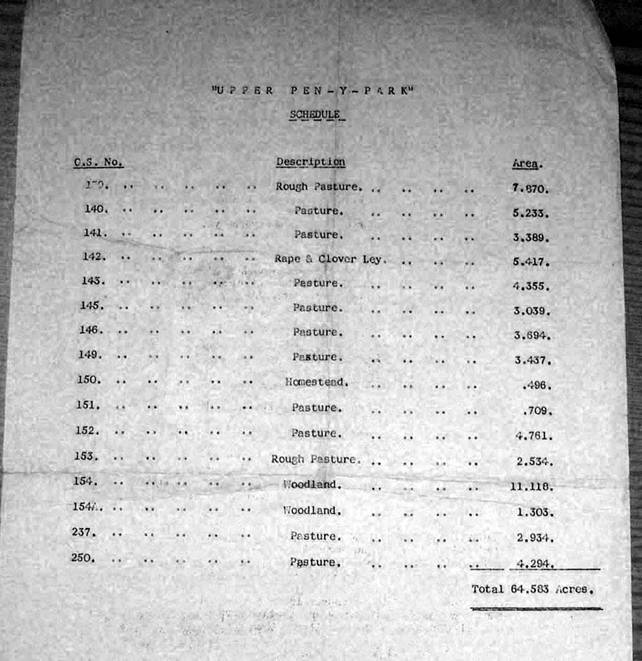 "UPPER PEN-Y-PARK"
SCHEDULE
O.S. No. Description Area.
.. .. .. .. .. Rough Pasture. .. .. .. .. 7.870.
140. .. .. .. .. .. Pasture. .. .. .. .. 5.233.
141. .. .. .. .. .. Pasture. .. .. .. .. 3.389.
142. .. .. .. .. .. Rape & Clover Ley. .. .. .. .. 5.417.
143. .. .. .. .. .. Pasture. .. .. .. .. 4.355.
145. .. .. .. .. .. Pasture. .. .. .. .. 3.039.
146. .. .. .. .. .. Pasture. .. .. .. .. 3.694.
149. .. .. .. .. .. Pasture. .. .. .. .. 3.437.
150. .. .. .. .. .. Homestead. .. .. .. .. .496.
151. .. .. .. .. .. Pasture. .. .. .. .. .709.
152. .. .. .. .. .. Pasture. .. .. .. .. 4.761.
153. .. .. .. .. .. Rough Pasture. .. .. .. .. 2.534.
154. .. .. .. .. .. Woodland. .. .. .. .. 11.118.
154A. .. .. .. .. .. Woodland. .. .. .. .. 1.303.
237. .. .. .. .. .. Pasture. .. .. .. .. 2.934.
250. .. .. .. .. .. Pasture. .. .. .. .. 4.294.
Total 64.583 Acres.